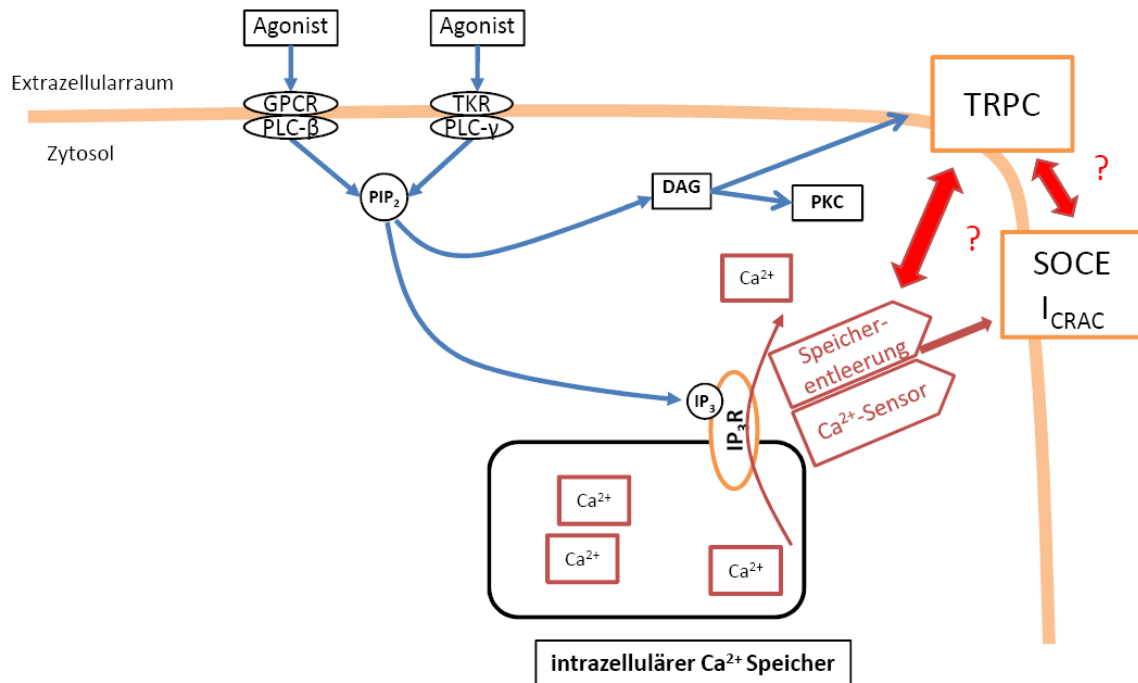 Agonist
Agonist
Extrazellularraum
GPCR
TKR
TRPC
PLC-β
PLC-γ
Zytosol
?
DAG
PIP₂
PKC
?
SOCE
I_CRAC
Ca²⁺
Speicher-
entleerung
Ca²⁺-Sensor
IP₃
IP₃R
Ca²⁺
Ca²⁺
Ca²⁺
intrazellulärer Ca²⁺ Speicher